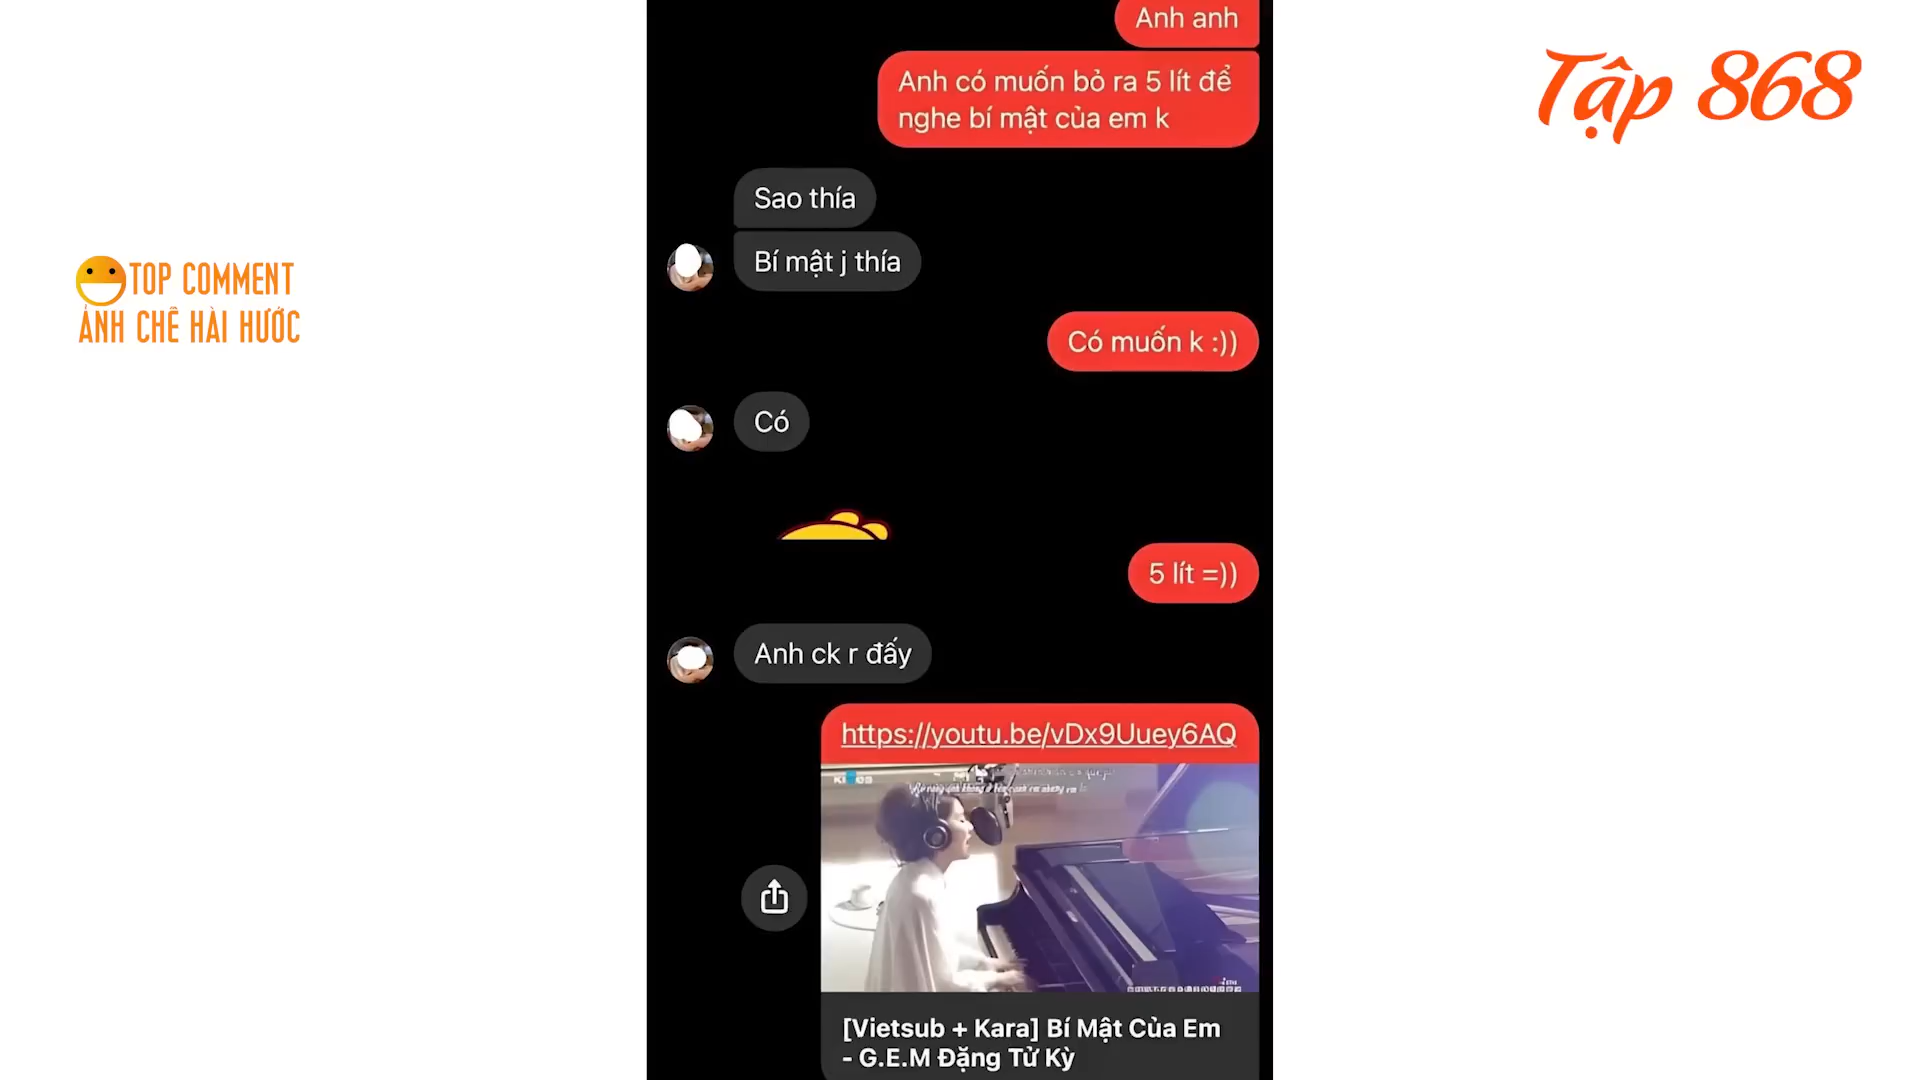 Anh anh
Tập 868
Anh có muốn bỏ ra 5 lít để
nghe bí mật của em k
Sao thía
Bí mật j thía
TOP COMMENT
ẢNH CHẾ HÀI HƯỚC
Có muốn k :))
Có
5 lít =))
Anh ck r đấy
https://youtu.be/vDx9Uuey6AQ
[Vietsub + Kara] Bí Mật Của Em
- G.E.M Đặng Tử Kỳ